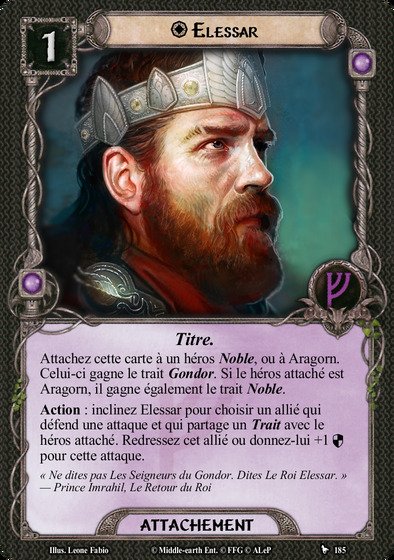 1
Elessar
Titre.
Attachez cette carte à un héros Noble, ou à Aragorn.
Celui-ci gagne le trait Gondor. Si le héros attaché est
Aragorn, il gagne également le trait Noble.
Action : inclinez Elessar pour choisir un allié qui
défend une attaque et qui partage un Trait avec le
héros attaché. Redressez cet allié ou donnez-lui +1
pour cette attaque.
« Ne dites pas Les Seigneurs du Gondor. Dites Le Roi Elessar. »
— Prince Imrahil, Le Retour du Roi
ATTACHEMENT
Illus. Leone Fabio © Middle-earth Ent. © FFG © ALeP 185